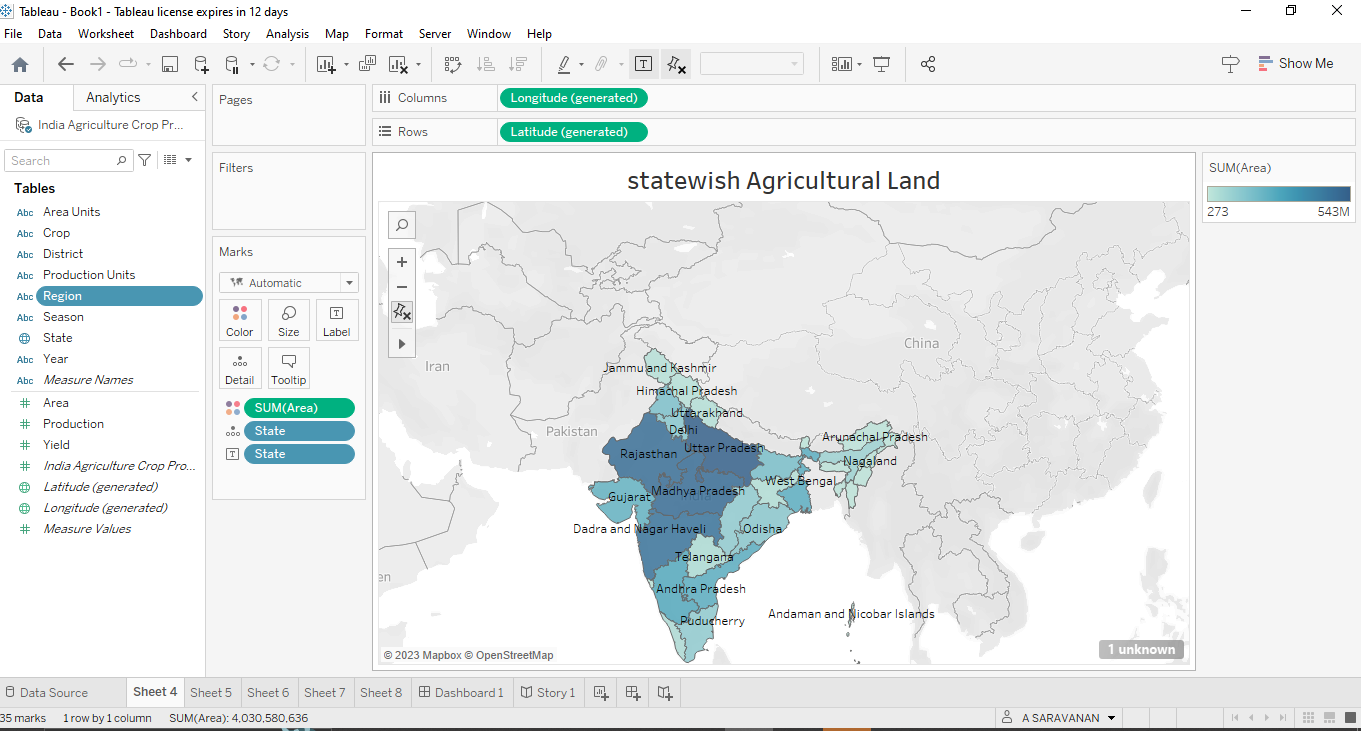 Tableau - Book1 - Tableau license expires in 12 days
File Data Worksheet Dashboard Story Analysis Map Format Server Window Help
Show Me
Data Analytics
India Agriculture Crop Pr...
Search
Tables
Abc Area Units
Abc Crop
Abc District
Abc Production Units
Abc Region
Abc Season
State
Abc Year
Abc Measure Names
Area
Production
Yield
India Agriculture Crop Pro...
Latitude (generated)
Longitude (generated)
Measure Values
Pages
Filters
Marks
Automatic
Color Size Label
Detail Tooltip
SUM(Area)
State
State
Columns Longitude (generated)
Rows Latitude (generated)
statewish Agricultural Land
Iran
Pakistan
China
en
Jammu and Kashmir
Himachal Pradesh
Uttarakhand
Delhi
Arunachal Pradesh
Uttar Pradesh
Rajasthan
Nagaland
West Bengal
Madhya Pradesh
Gujarat
Dadra and Nagar Haveli
Odisha
Telangana
Andhra Pradesh
Andaman and Nicobar Islands
Puducherry
© 2023 Mapbox © OpenStreetMap
1 unknown
SUM(Area)
273 543M
Data Source Sheet 4 Sheet 5 Sheet 6 Sheet 7 Sheet 8 Dashboard 1 Story 1
35 marks 1 row by 1 column SUM(Area): 4,030,580,636 A SARAVANAN